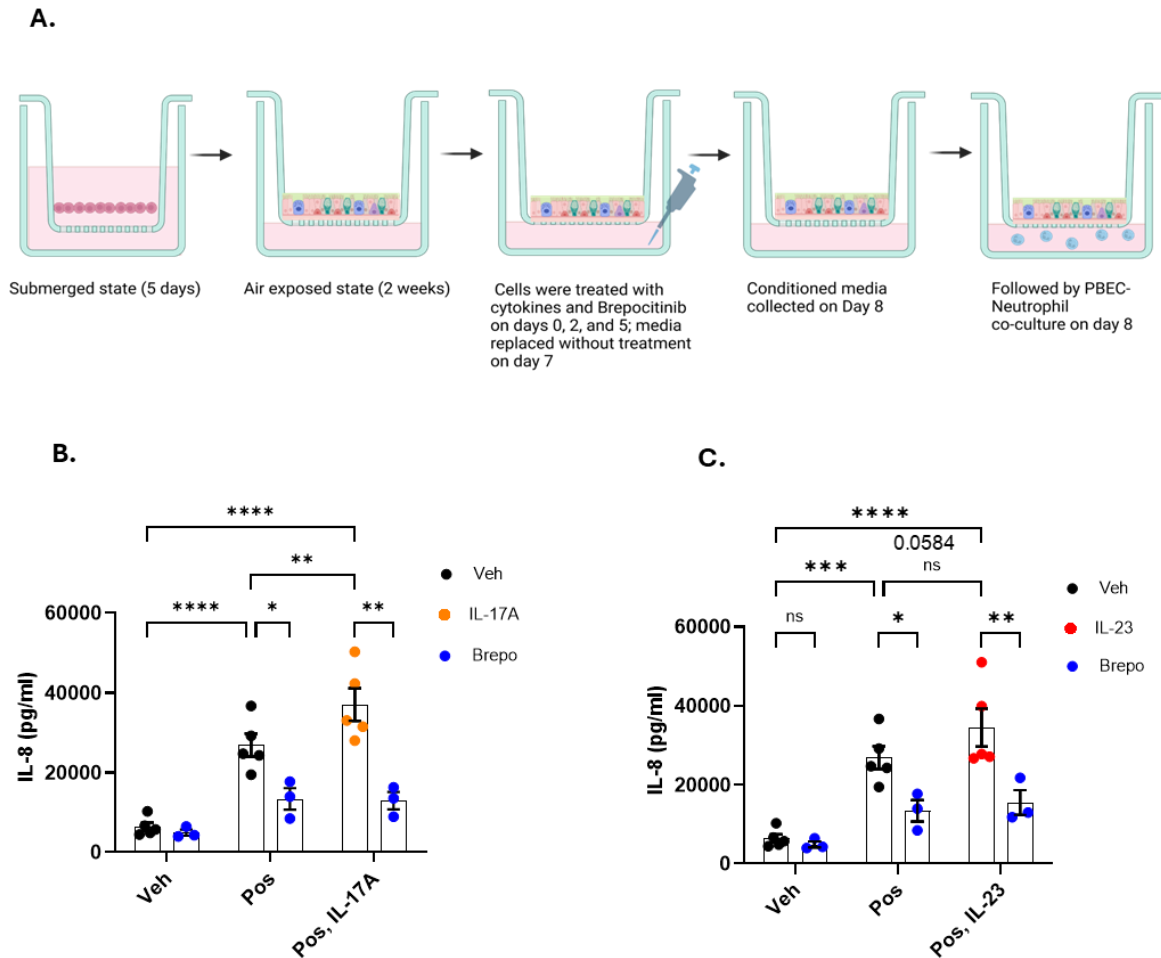 A.
Submerged state (5 days)
Air exposed state (2 weeks)
Cells were treated with
cytokines and Brepocitinib
on days 0, 2, and 5; media
replaced without treatment
on day 7
Conditioned media
collected on Day 8
Followed by PBEC-
Neutrophil
co-culture on day 8
B.
****
**
****
*
**
Veh
IL-17A
Brepo
IL-8 (pg/ml)
60000
40000
20000
0
Veh
Pos
Pos, IL-17A
C.
****
0.0584
***
ns
ns
*
**
Veh
IL-23
Brepo
IL-8 (pg/ml)
60000
40000
20000
0
Veh
Pos
Pos, IL-23